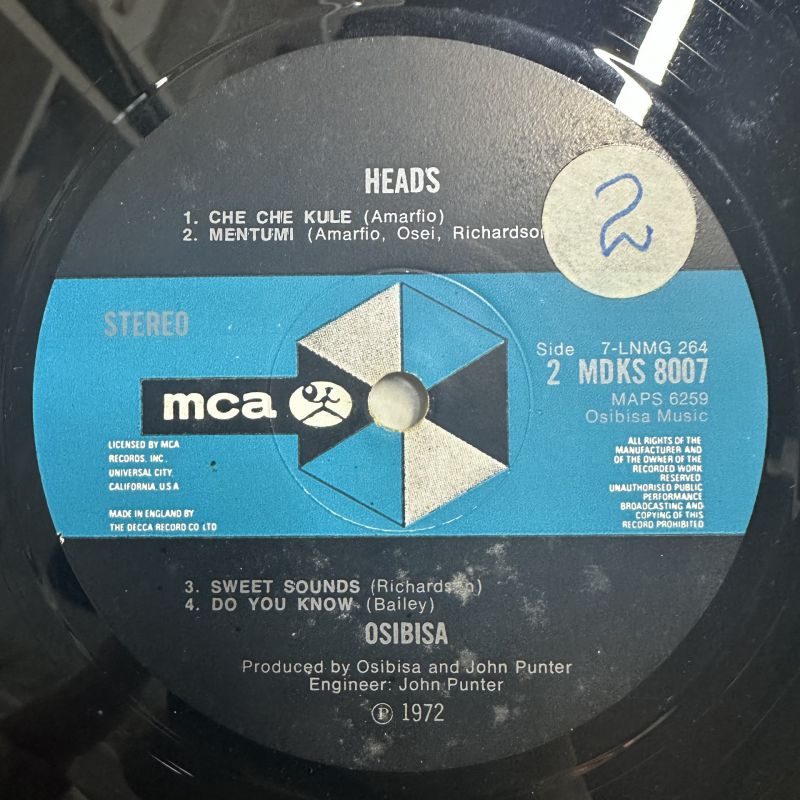 HEADS
1. CHE CHE KULE (Amarfio)
2. MENTUMI (Amarfio, Osei, Richardson
2
STEREO
Side 7-LNMG 264
2 MDKS 8007
MAPS 6259
Osibisa Music
mca
LICENSED BY MCA
RECORDS. INC.
UNIVERSAL CITY,
CALIFORNIA, U.S.A
MADE IN ENGLAND BY
THE DECCA RECORD CO LTD
ALL RIGHTS OF THE
MANUFACTURER AND
OF THE OWNER OF THE
RECORDED WORK
RESERVED
UNAUTHORISED PUBLIC
PERFORMANCE
BROADCASTING AND
COPYING OF THIS
RECORD PROHIBITED
3. SWEET SOUNDS (Richardson)
4. DO YOU KNOW (Bailey)
OSIBISA
Produced by Osibisa and John Punter
Engineer: John Punter
℗ 1972